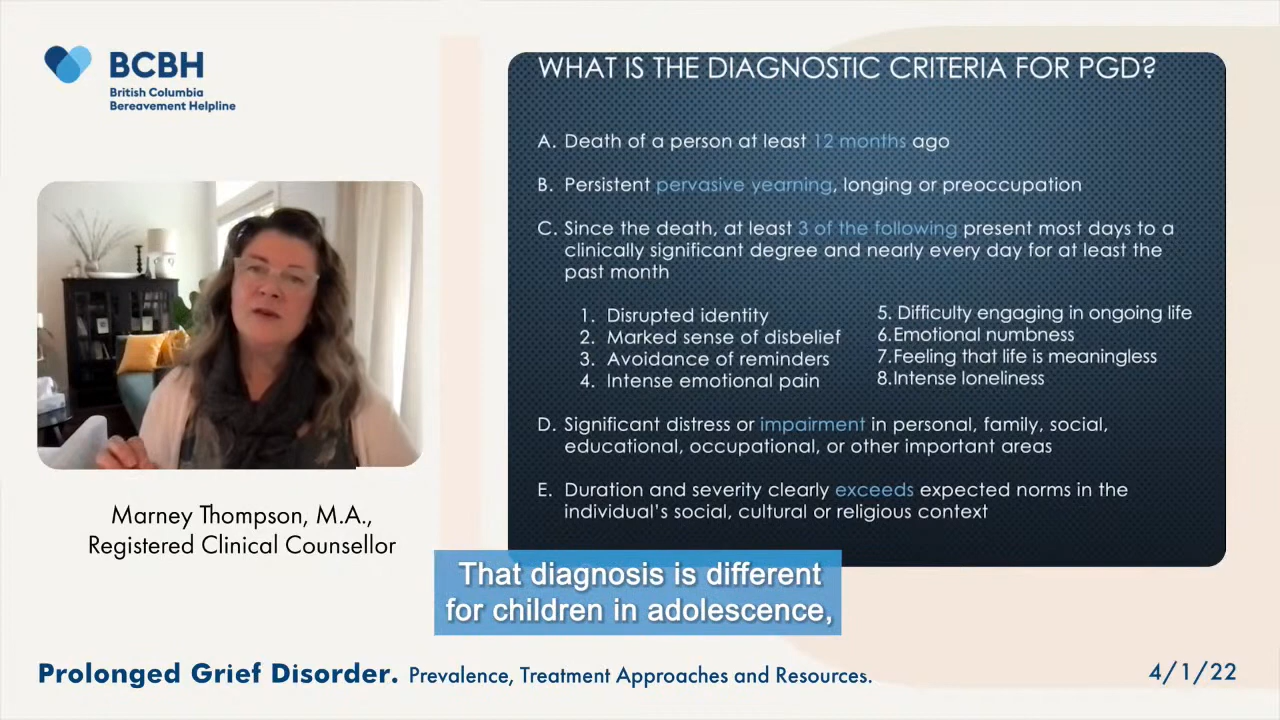 BCBH
British Columbia
Bereavement Helpline
WHAT IS THE DIAGNOSTIC CRITERIA FOR PGD?
A. Death of a person at least 12 months ago
B. Persistent pervasive yearning, longing or preoccupation
C. Since the death, at least 3 of the following present most days to a
clinically significant degree and nearly every day for at least the
past month
1. Disrupted identity
2. Marked sense of disbelief
3. Avoidance of reminders
4. Intense emotional pain
5. Difficulty engaging in ongoing life
6.Emotional numbness
7.Feeling that life is meaningless
8.Intense loneliness
D. Significant distress or impairment in personal, family, social,
educational, occupational, or other important areas
E. Duration and severity clearly exceeds expected norms in the
individual's social, cultural or religious context
Marney Thompson, M.A.,
Registered Clinical Counsellor
That diagnosis is different
for children in adolescence,
Prolonged Grief Disorder. Prevalence, Treatment Approaches and Resources.
4/1/22